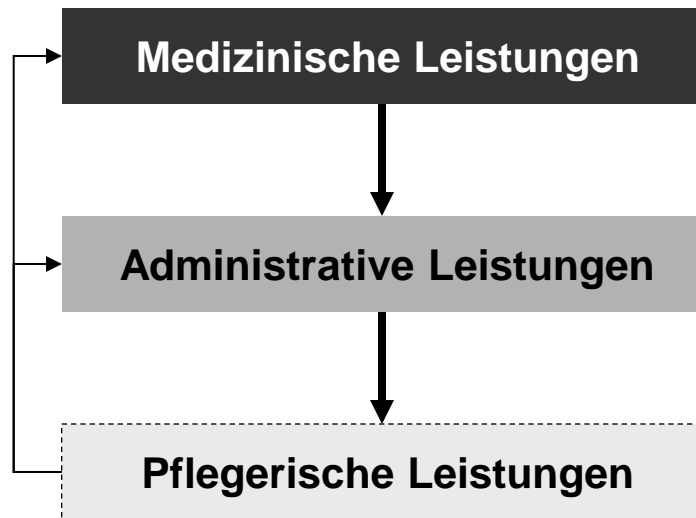 Medizinische Leistungen
Administrative Leistungen
Pflegerische Leistungen